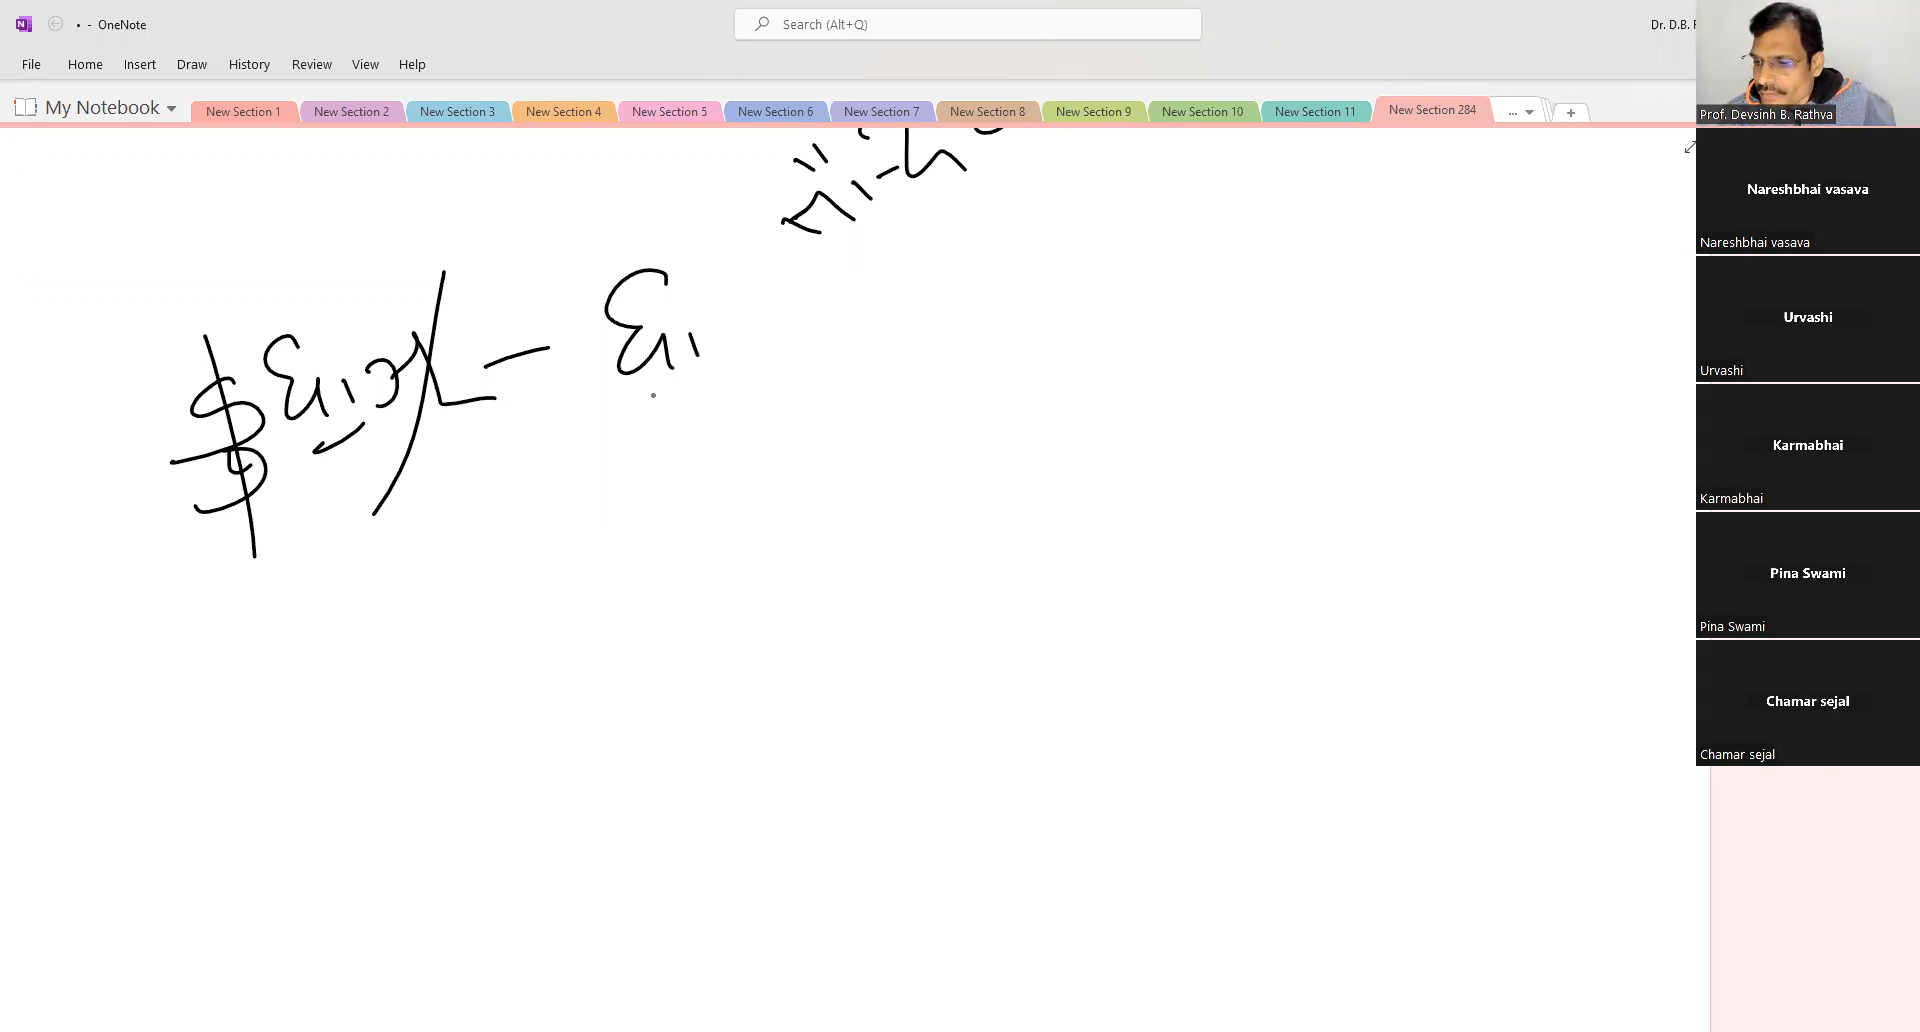 • - OneNote
Search (Alt+Q)
Dr. D.B.
File Home Insert Draw History Review View Help
My Notebook
New Section 1 New Section 2 New Section 3 New Section 4 New Section 5 New Section 6 New Section 7 New Section 8 New Section 9 New Section 10 New Section 11 New Section 284 ... +
Prof. Devsinh B. Rathva
Nareshbhai vasava
Nareshbhai vasava
Urvashi
Urvashi
Karmabhai
Karmabhai
Pina Swami
Pina Swami
Chamar sejal
Chamar sejal